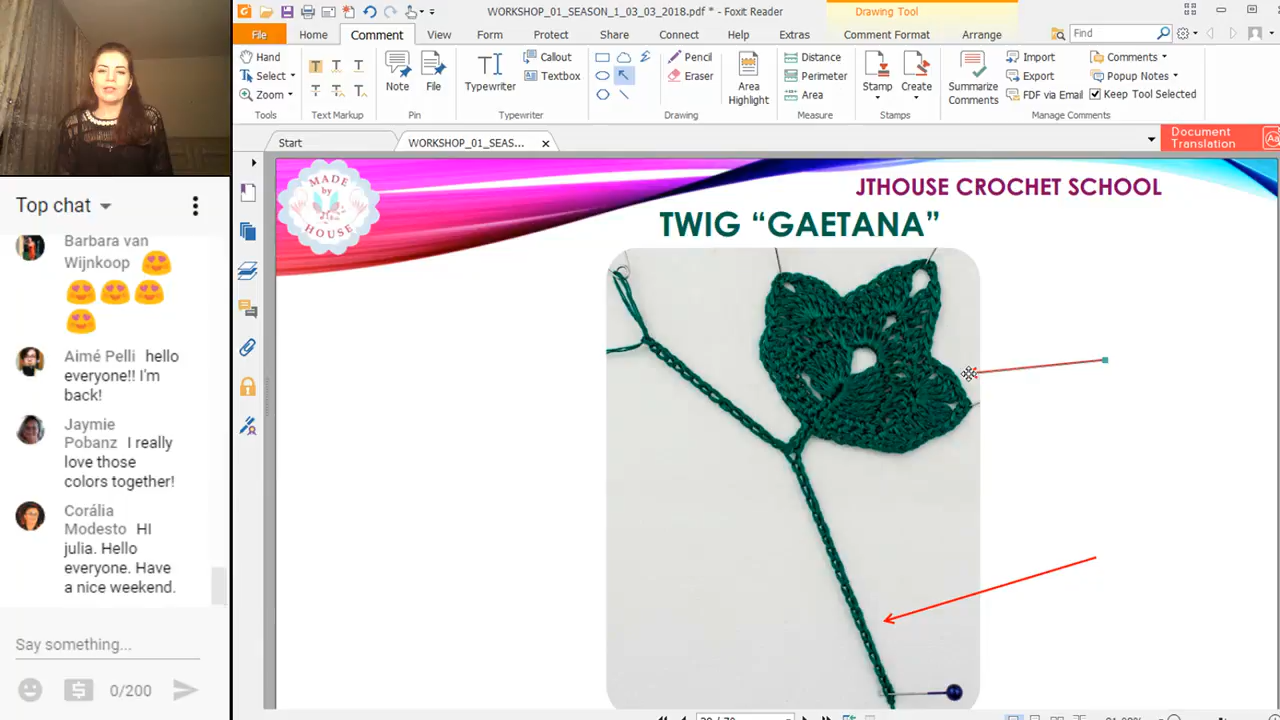 WORKSHOP_01_SEASON_1_03_03_2018.pdf * - Foxit Reader
Drawing Tool
File Home Comment View Form Protect Share Connect Help Extras Comment Format Arrange Find
Hand
Select
Zoom
Tools
Text Markup
Note
File
Pin
Typewriter
Callout
Textbox
Typewriter
Pencil
Eraser
Area
Highlight
Drawing
Distance
Perimeter
Area
Measure
Stamp
Create
Stamps
Summarize
Comments
Import
Export
FDF via Email
Comments
Popup Notes
Keep Tool Selected
Manage Comments
Start
WORKSHOP_01_SEAS...
Document
Translation
MADE
by
HOUSE
JTHOUSE CROCHET SCHOOL
TWIG “GAETANA”
Top chat
Barbara van
Wijnkoop
Aimé Pelli hello
everyone!! I'm
back!
Jaymie
Pobanz I really
love those
colors together!
Corália
Modesto HI
julia. Hello
everyone. Have
a nice weekend.
Say something...
0/200